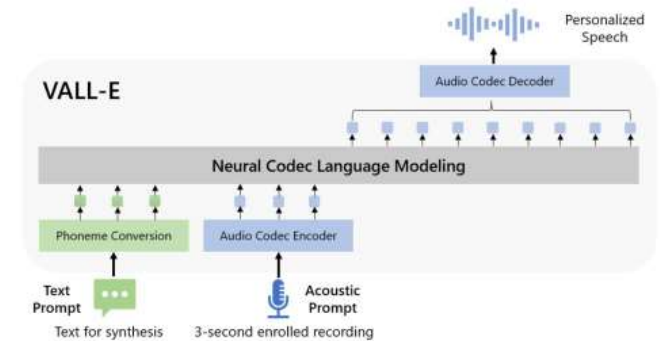 Personalized
Speech
Audio Codec Decoder
VALL-E
Neural Codec Language Modeling
Phoneme Conversion
Audio Codec Encoder
Text
Prompt
Acoustic
Prompt
Text for synthesis
3-second enrolled recording